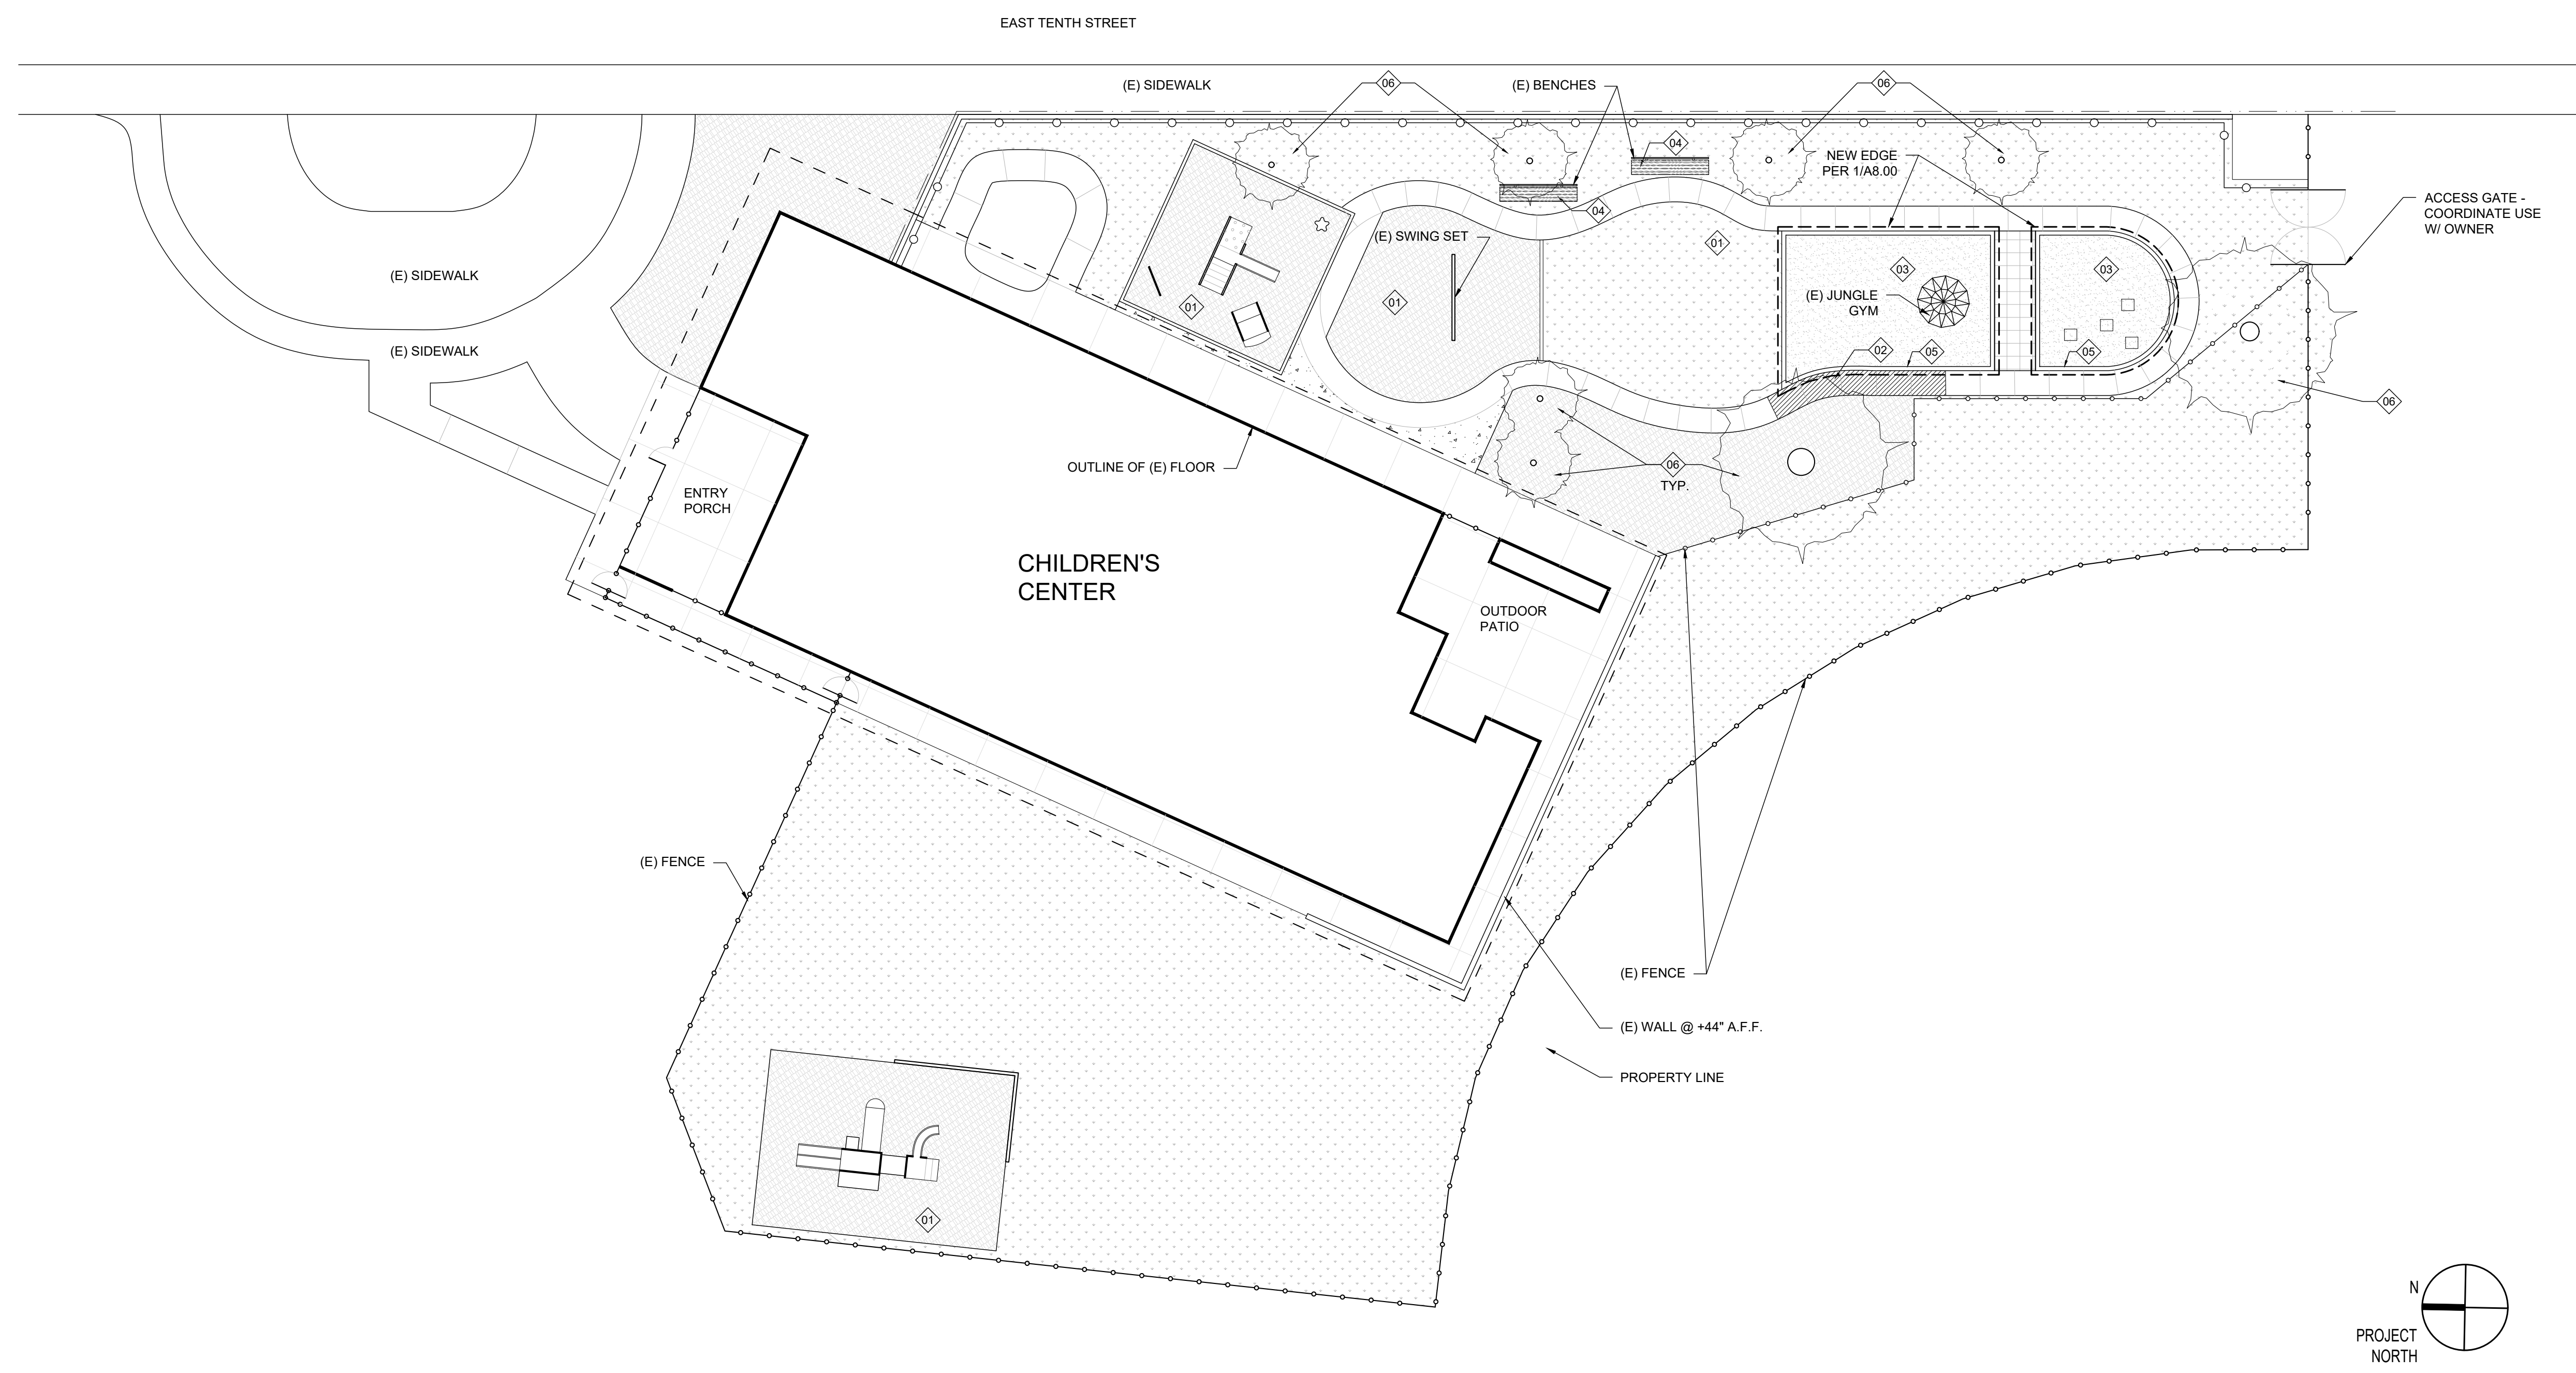 EAST TENTH STREET
(E) SIDEWALK
06
(E) BENCHES
06
04
NEW EDGE
PER 1/A8.00
ACCESS GATE -
COORDINATE USE
W/ OWNER
04
(E) SWING SET
01
03
03
(E) SIDEWALK
01
01
(E) JUNGLE
GYM
(E) SIDEWALK
02
05
05
06
OUTLINE OF (E) FLOOR
06
TYP.
ENTRY
PORCH
CHILDREN'S
CENTER
OUTDOOR
PATIO
(E) FENCE
(E) FENCE
(E) WALL @ +44" A.F.F.
PROPERTY LINE
01
N
PROJECT
NORTH